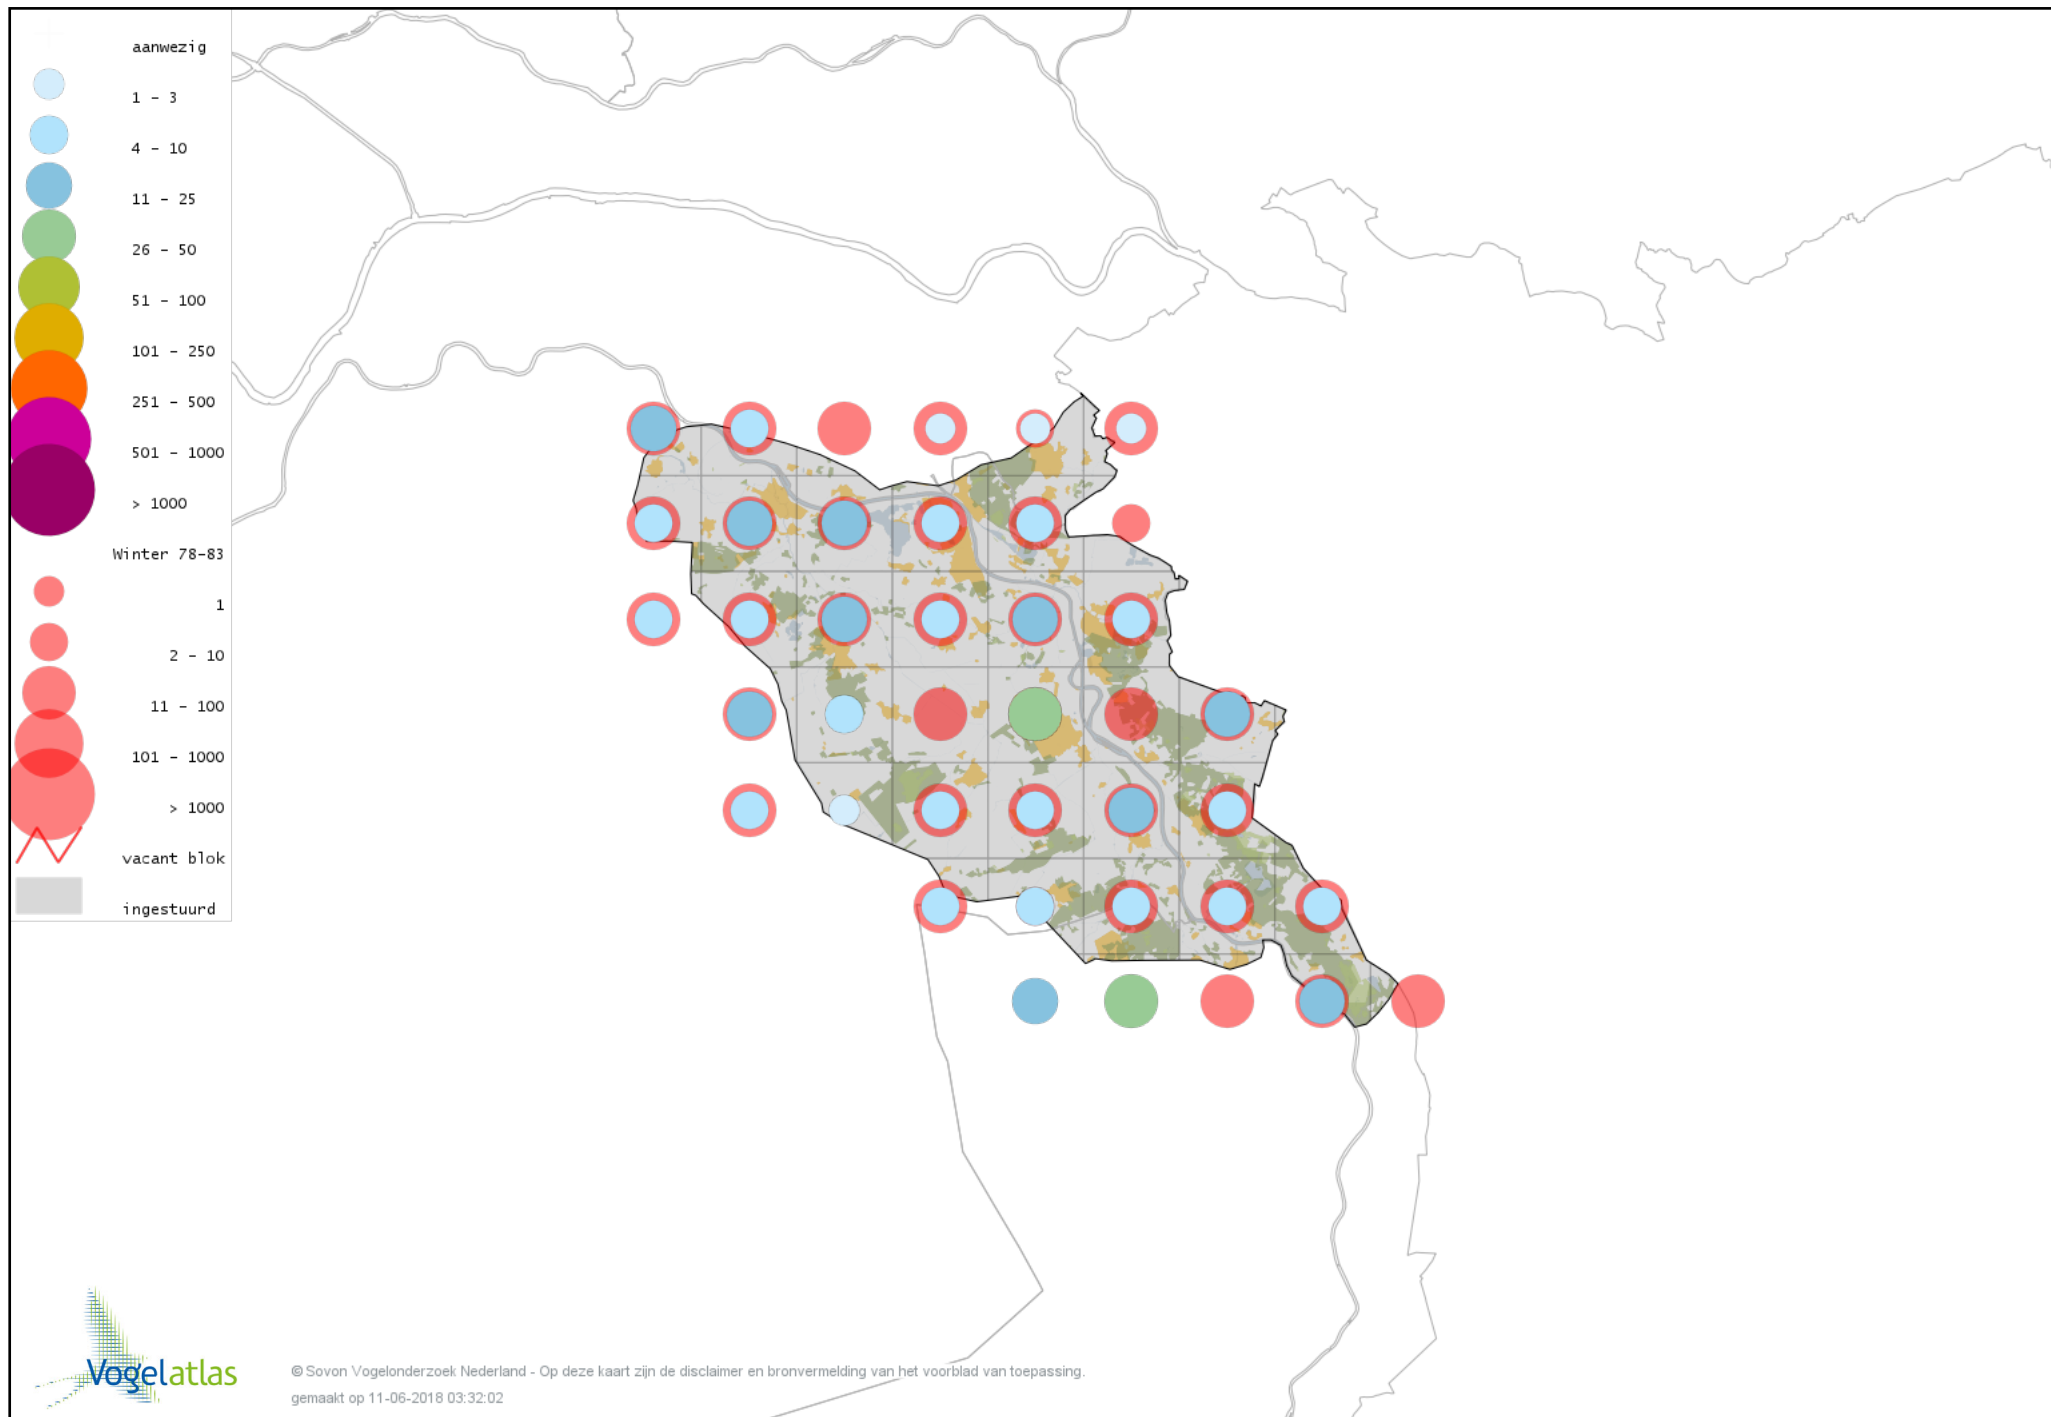 aanwezig
1 - 3
4 - 10
11 - 25
26 - 50
51 - 100
101 - 250
251 - 500
501 - 1000
> 1000
Winter 78-83
1
2 - 10
11 - 100
101 - 1000
> 1000
vacant blok
ingestuurd
Vogelatlas
© Sovon Vogelonderzoek Nederland - Op deze kaart zijn de disclaimer en bronvermelding van het voorblad van toepassing.
gemaakt op 11-06-2018 03:32:02